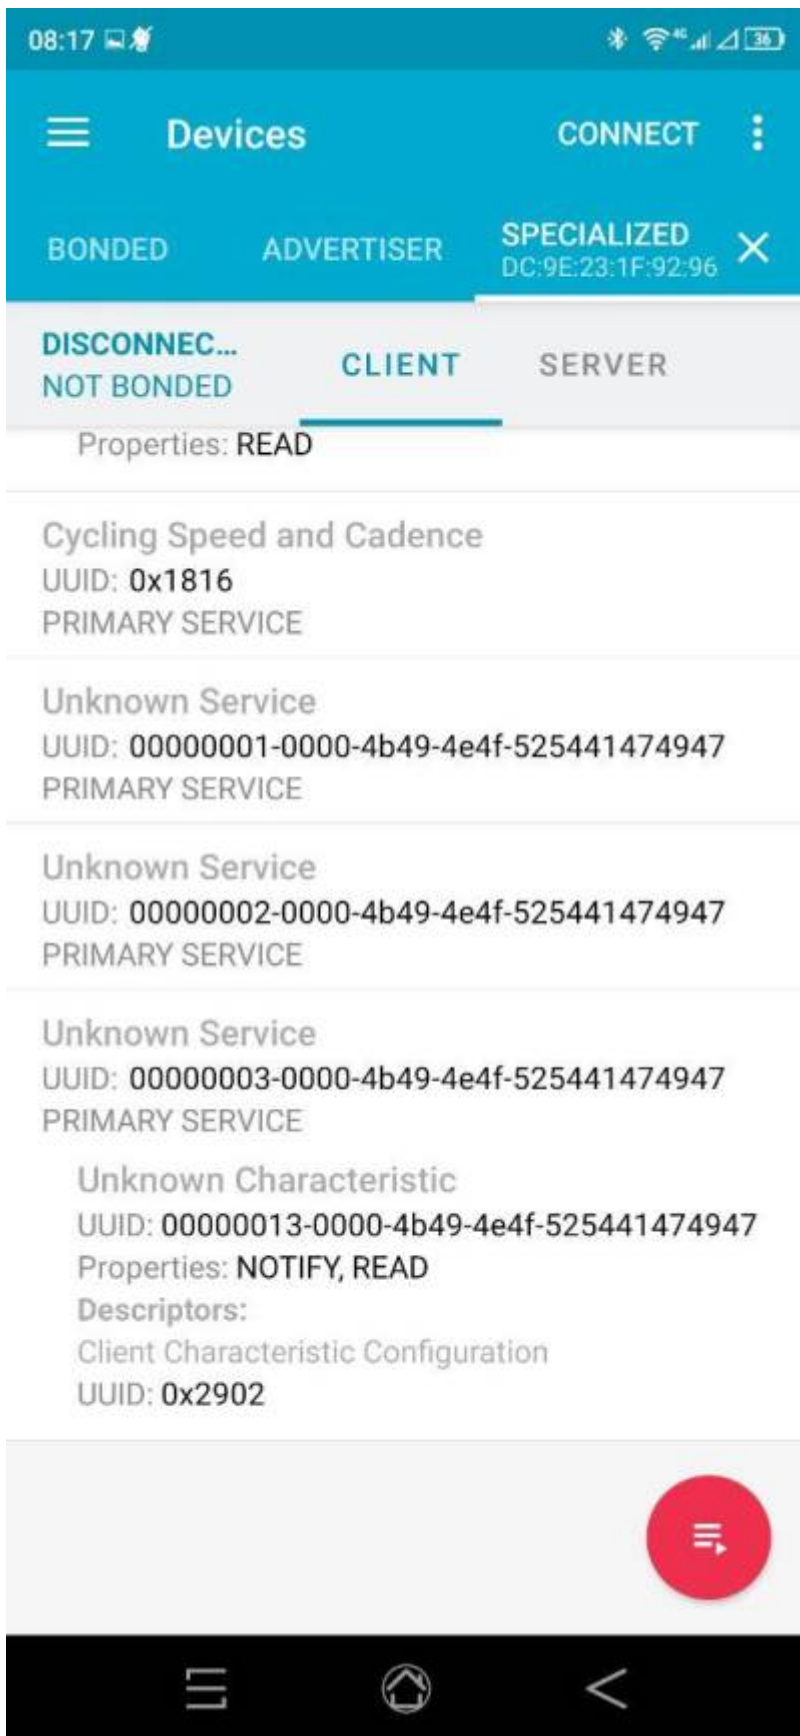 08:17 4G 36
Devices CONNECT
BONDED ADVERTISER SPECIALIZED
DC:9E:23:1F:92:96
DISCONNEC...
NOT BONDED
CLIENT SERVER
Properties: READ
Cycling Speed and Cadence
UUID: 0x1816
PRIMARY SERVICE
Unknown Service
UUID: 00000001-0000-4b49-4e4f-525441474947
PRIMARY SERVICE
Unknown Service
UUID: 00000002-0000-4b49-4e4f-525441474947
PRIMARY SERVICE
Unknown Service
UUID: 00000003-0000-4b49-4e4f-525441474947
PRIMARY SERVICE
Unknown Characteristic
UUID: 00000013-0000-4b49-4e4f-525441474947
Properties: NOTIFY, READ
Descriptors:
Client Characteristic Configuration
UUID: 0x2902